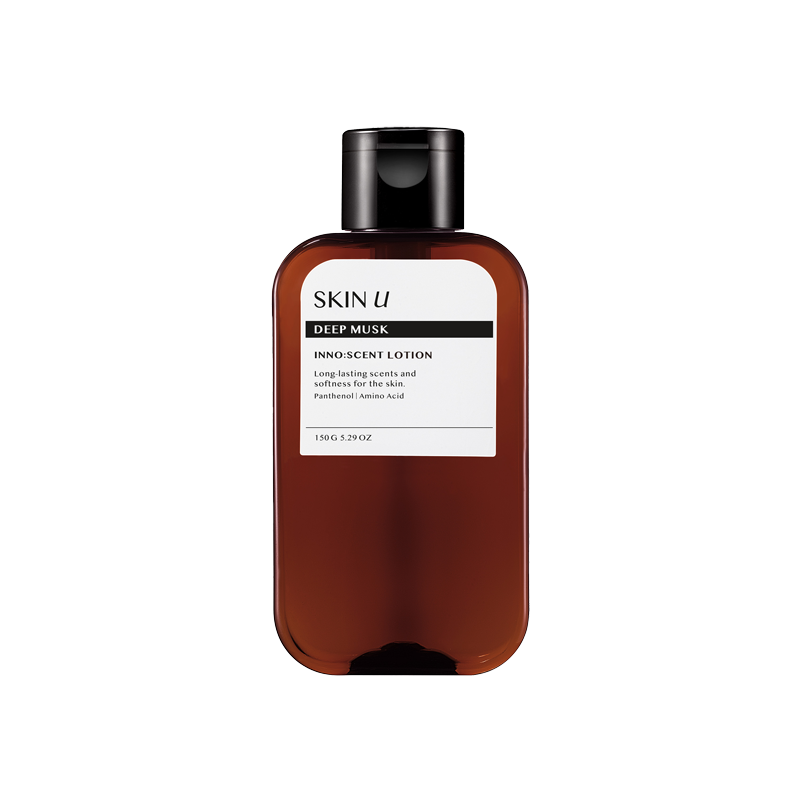 SKIN U
DEEP MUSK
INNO:SCENT LOTION
Long-lasting scents and
softness for the skin.
Panthenol | Amino Acid
150 G 5.29 OZ